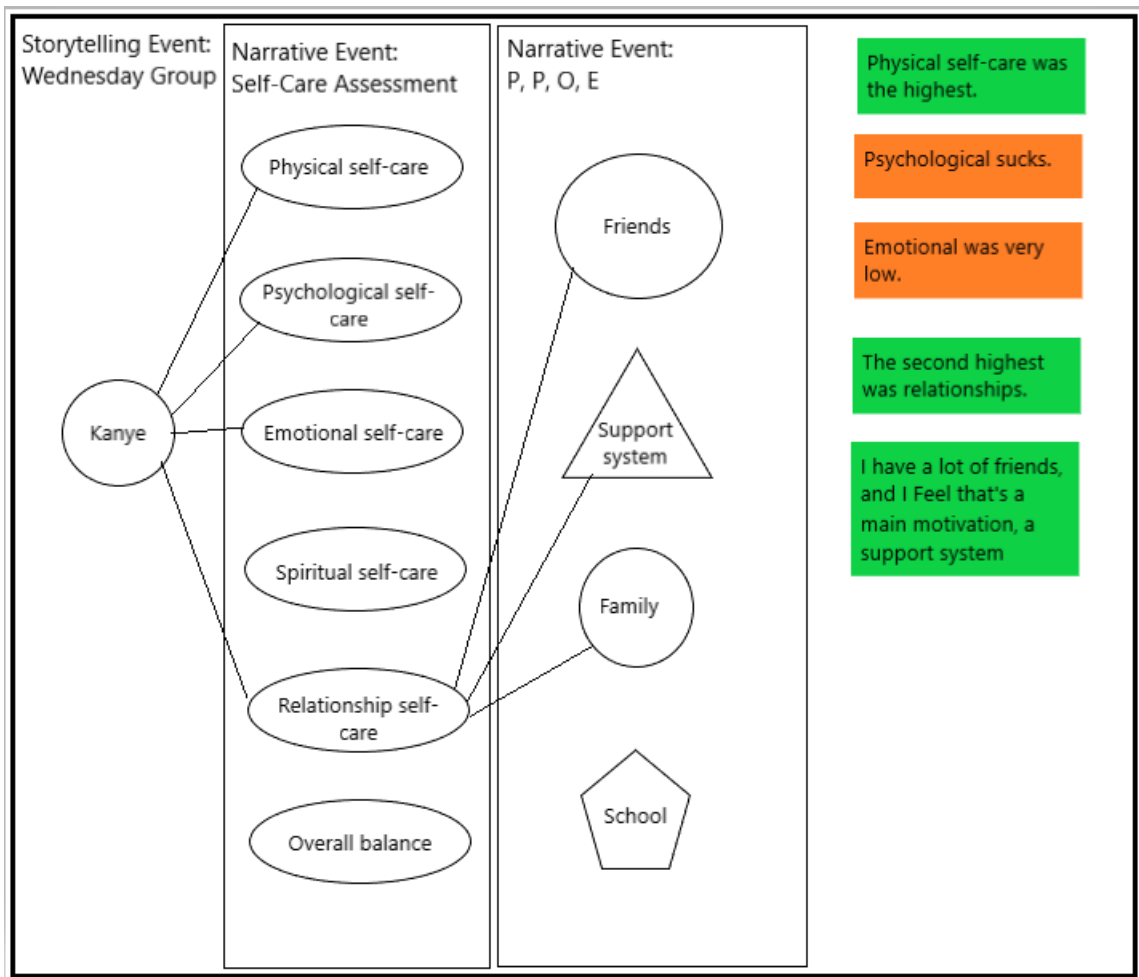 Storytelling Event:
Wednesday Group
Narrative Event:
Self-Care Assessment
Narrative Event:
P, P, O, E
Kanye
Physical self-care
Psychological self-
care
Emotional self-care
Spiritual self-care
Relationship self-
care
Overall balance
Friends
Support
system
Family
School
Physical self-care was
the highest.
Psychological sucks.
Emotional was very
low.
The second highest
was relationships.
I have a lot of friends,
and I Feel that's a
main motivation, a
support system